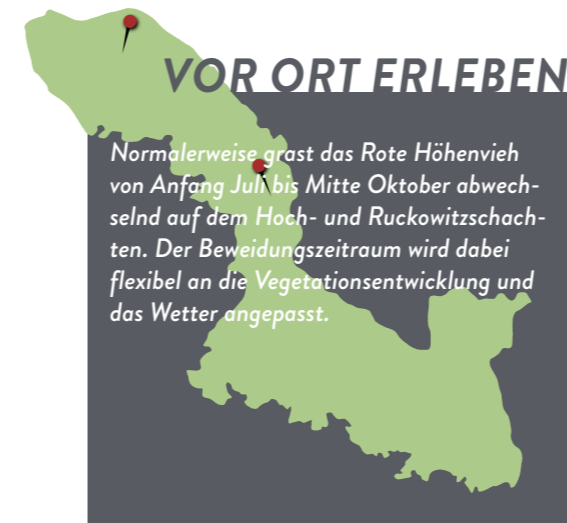 VOR ORT ERLEBEN
Normalerweise grast das Rote Höhenvieh
von Anfang Juli bis Mitte Oktober abwech-
selnd auf dem Hoch- und Ruckowitzschach-
ten. Der Beweidungszeitraum wird dabei
flexibel an die Vegetationsentwicklung und
das Wetter angepasst.